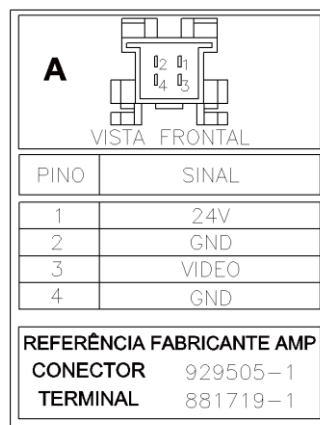 A
2 1
4 3
VISTA FRONTAL
PINO SINAL
1 24V
2 GND
3 VIDEO
4 GND
REFERÊNCIA FABRICANTE AMP
CONECTOR 929505-1
TERMINAL 881719-1